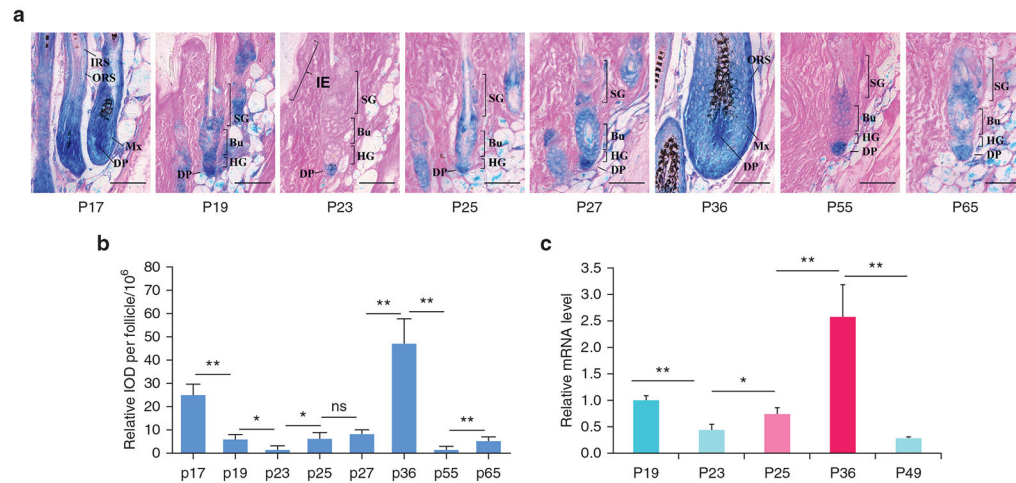 a
IRS
ORS
Mx
DP
SG
Bu
HG
DP
IE
SG
Bu
HG
DP
SG
Bu
HG
DP
SG
Bu
HG
DP
ORS
Mx
DP
SG
Bu
HG
DP
SG
Bu
HG
DP
P17 P19 P23 P25 P27 P36 P55 P65
b
Relative IOD per follicle/10⁶
80
70
60
50
40
30
20
10
0
** * * ns ** ** **
p17 p19 p23 p25 p27 p36 p55 p65
c
Relative mRNA level
3.5
3.0
2.5
2.0
1.5
1.0
0.5
0.0
** * ** **
P19 P23 P25 P36 P49